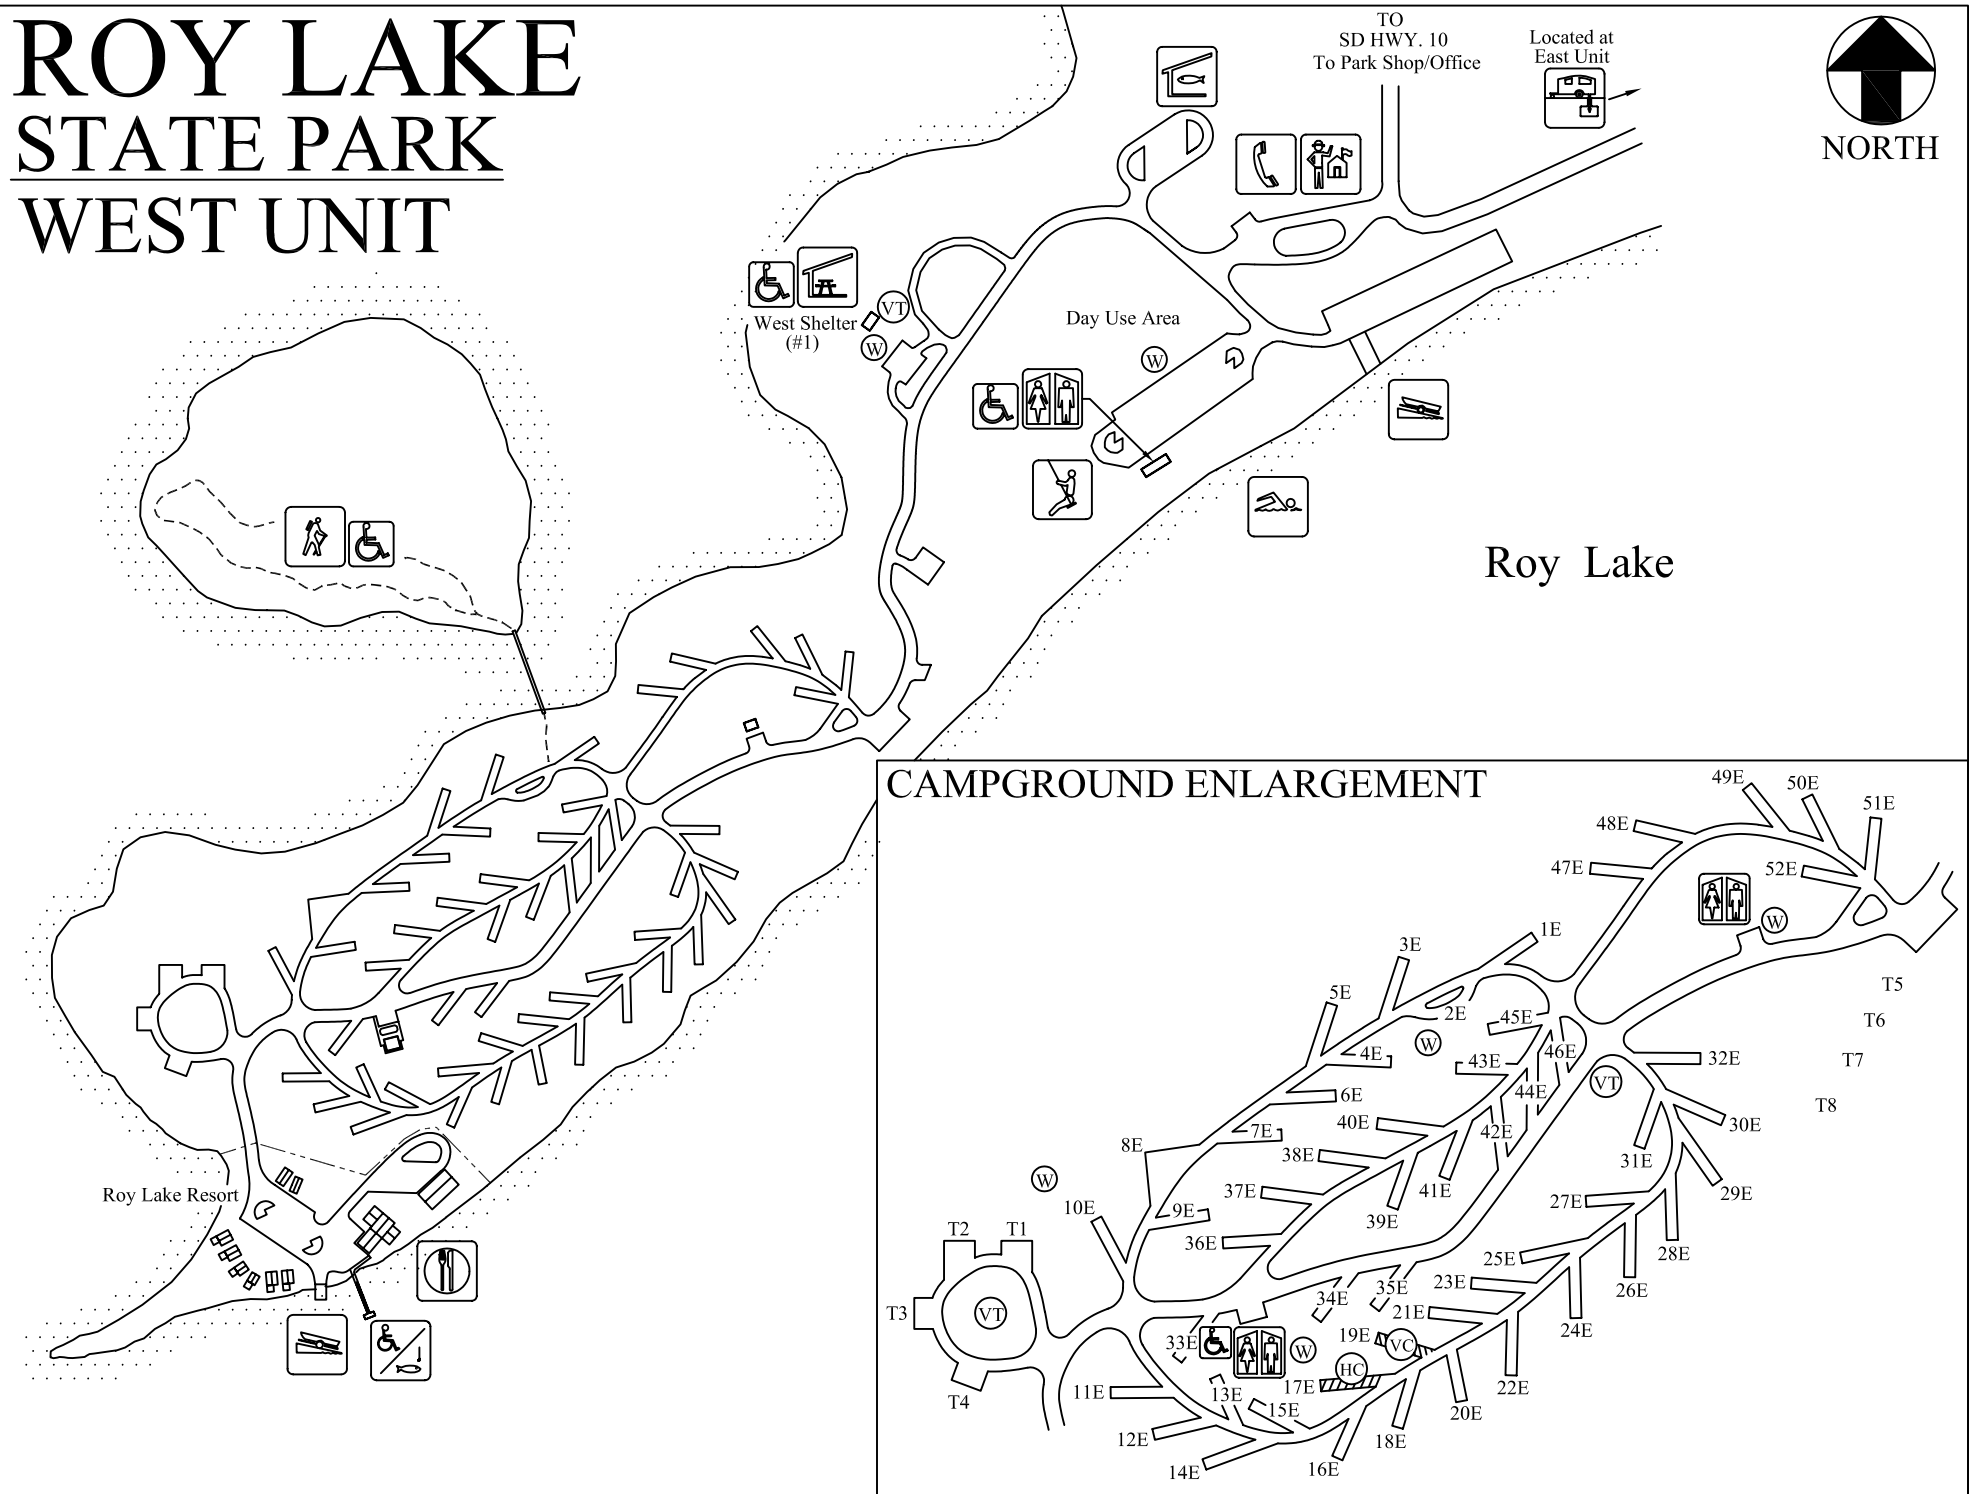 ROY LAKE
STATE PARK
WEST UNIT
TO
SD HWY. 10
To Park Shop/Office
Located at
East Unit
NORTH
VT
West Shelter
(#1)
W
Day Use Area
W
Roy Lake
Roy Lake Resort
CAMPGROUND ENLARGEMENT
49E
50E
51E
48E
47E
52E
W
1E
3E
5E
2E
45E
W
4E
43E
46E
32E
VT
6E
44E
40E
42E
30E
7E
38E
8E
31E
W
37E
41E
27E
29E
10E
9E
39E
36E
28E
T5
T6
T7
T8
T2
T1
25E
23E
35E
26E
34E
21E
T3
VT
33E
W
19E
VC
24E
HC
17E
22E
T4
11E
13E
15E
20E
12E
18E
14E
16E